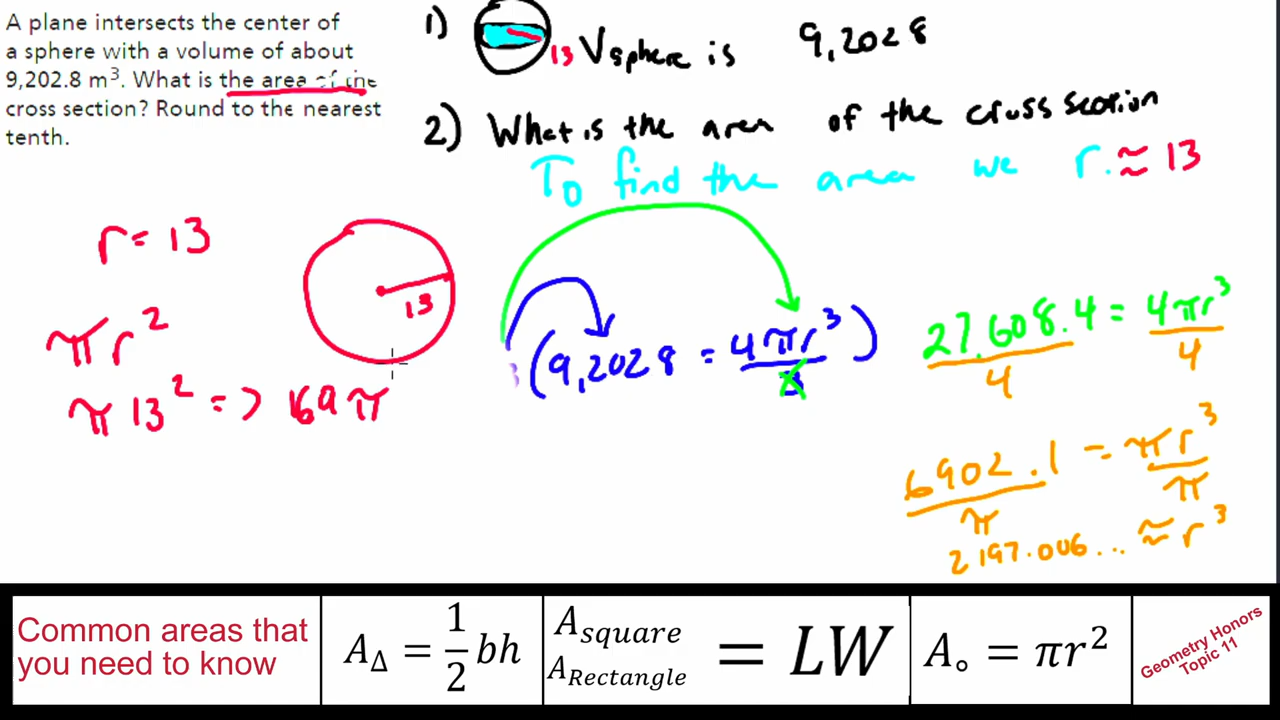 A plane intersects the center of
a sphere with a volume of about
9,202.8 m³. What is the area of the
cross section? Round to the nearest
tenth.
1) 13 Vsphere is 9,2028
2) What is the area of the cross section
To find the area we r. ≈ 13
r = 13
13
πr²
π 13² => 169π
3 (9,2028 = 4πr³/3)
27,608.4/4 = 4πr³/4
6902.1/π = πr³/π
2197.006... ≈ r³
Common areas that
you need to know
A∆ = 1/2 bh
Asquare
ARectangle
= LW
A∘ = πr²
Geometry Honors
Topic 11